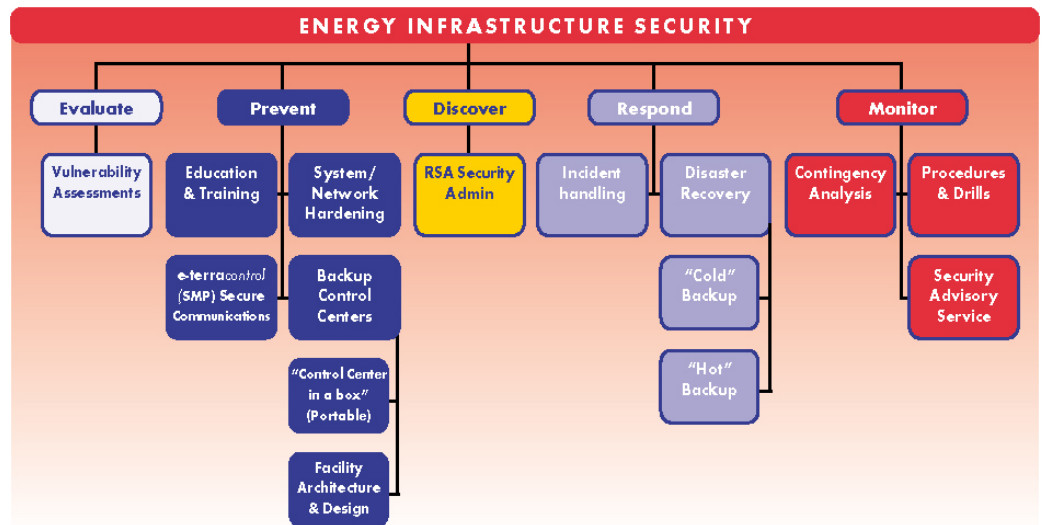 ENERGY INFRASTRUCTURE SECURITY
Evaluate
Prevent
Discover
Respond
Monitor
Vulnerability
Assessments
Education
& Training
System/
Network
Hardening
RSA Security
Admin
Incident
handling
Disaster
Recovery
Contingency
Analysis
Procedures
& Drills
e-terracontrol
(SMP) Secure
Communications
Backup
Control
Centers
"Cold"
Backup
Security
Advisory
Service
"Control Center
in a box"
(Portable)
"Hot"
Backup
Facility
Architecture
& Design